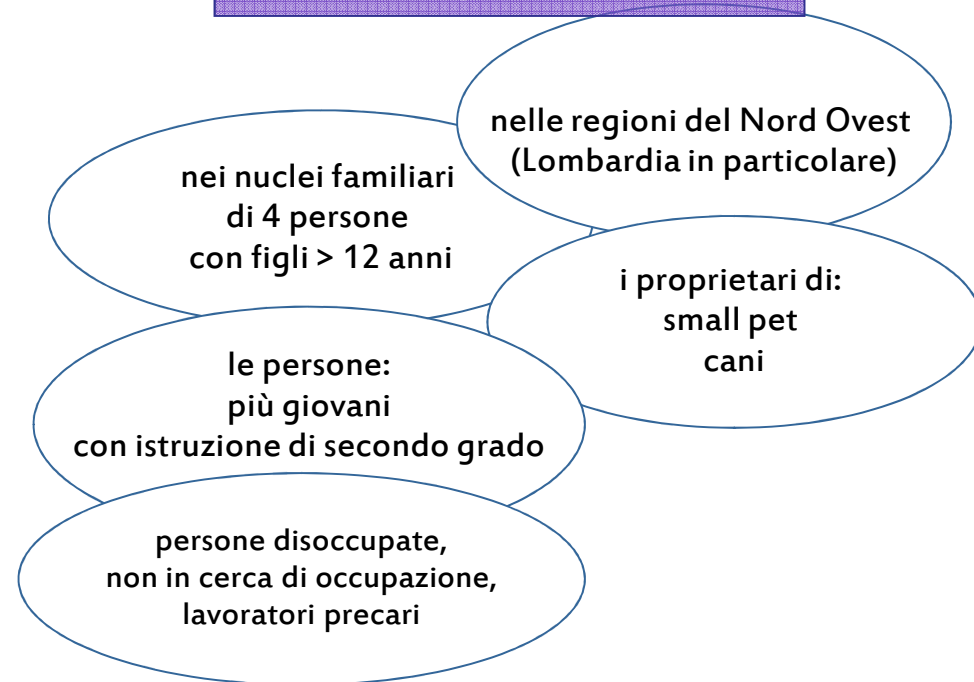 nelle regioni del Nord Ovest
(Lombardia in particolare)
nei nuclei familiari
di 4 persone
con figli > 12 anni
i proprietari di:
small pet
cani
le persone:
più giovani
con istruzione di secondo grado
persone disoccupate,
non in cerca di occupazione,
lavoratori precari